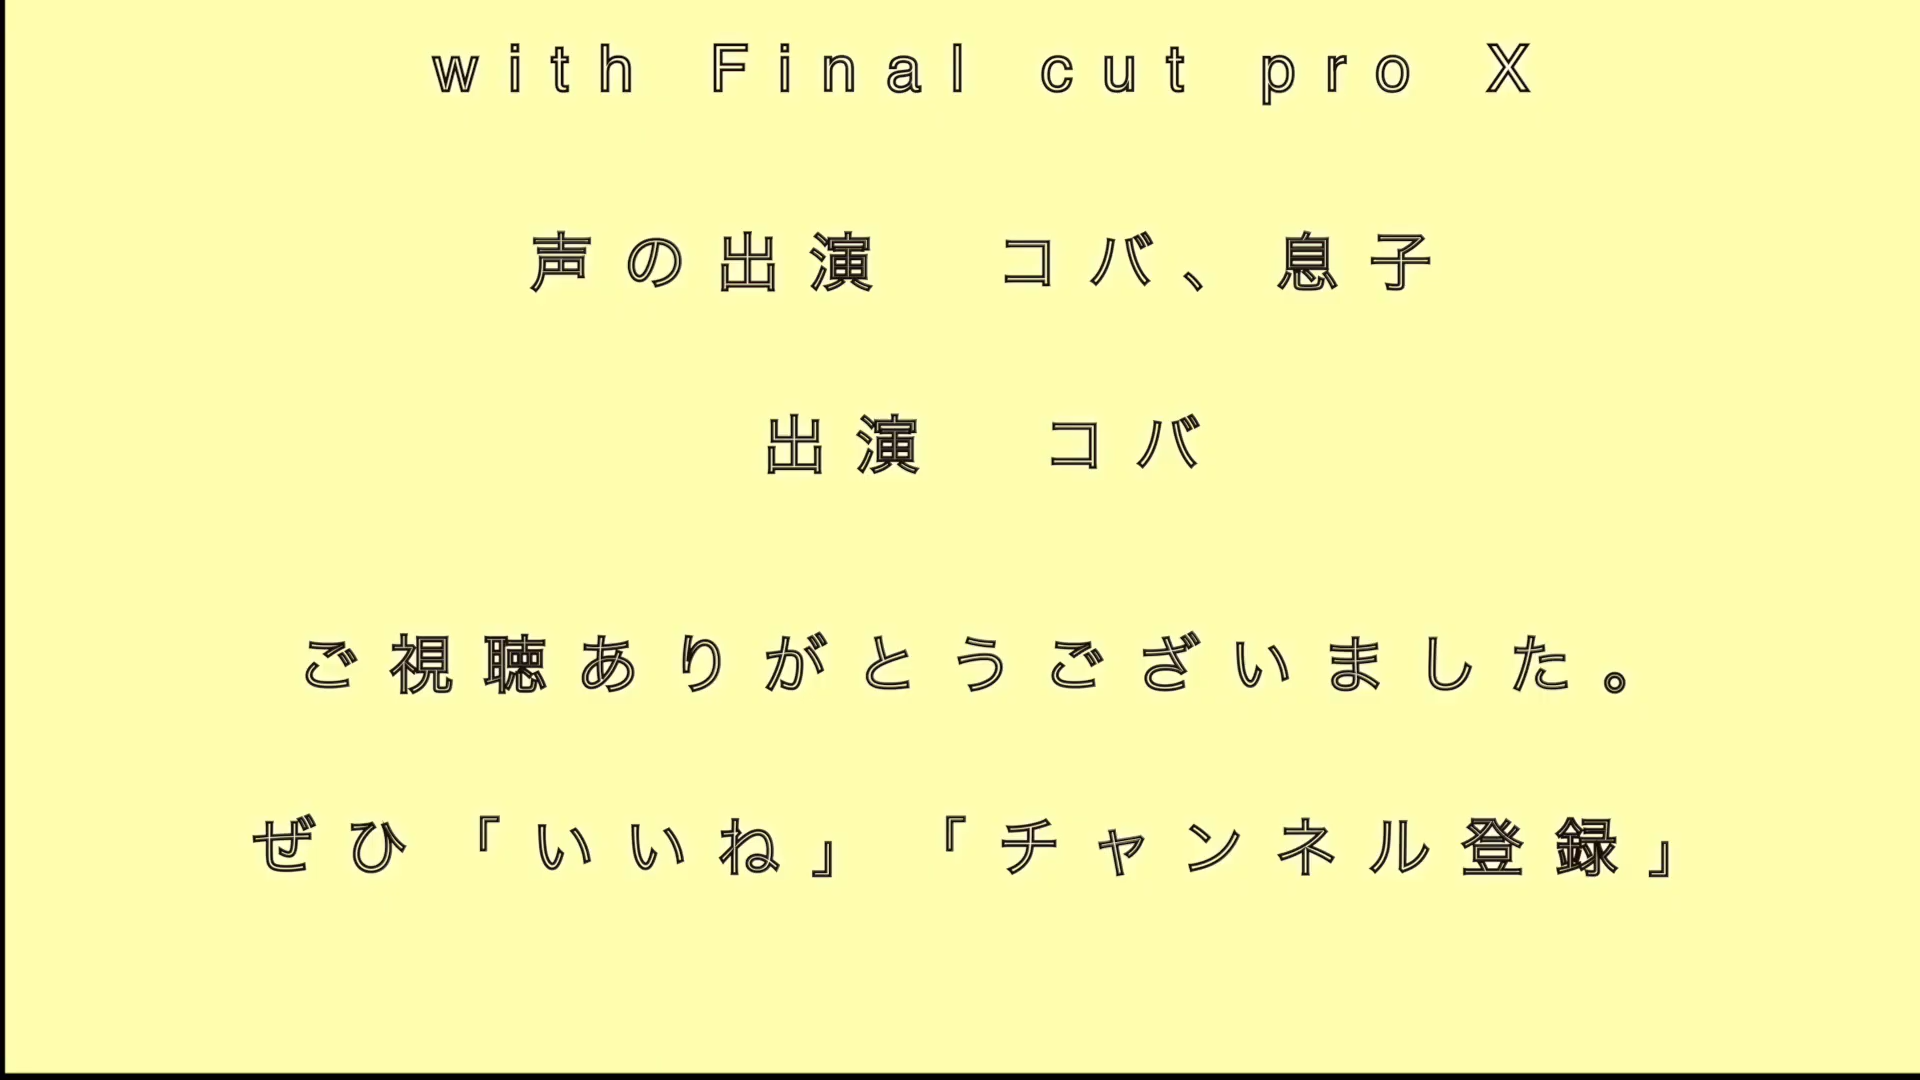 with Final cut pro X
声の出演　コバ、息子
出演　コバ
ご視聴ありがとうございました。
ぜひ「いいね」「チャンネル登録」